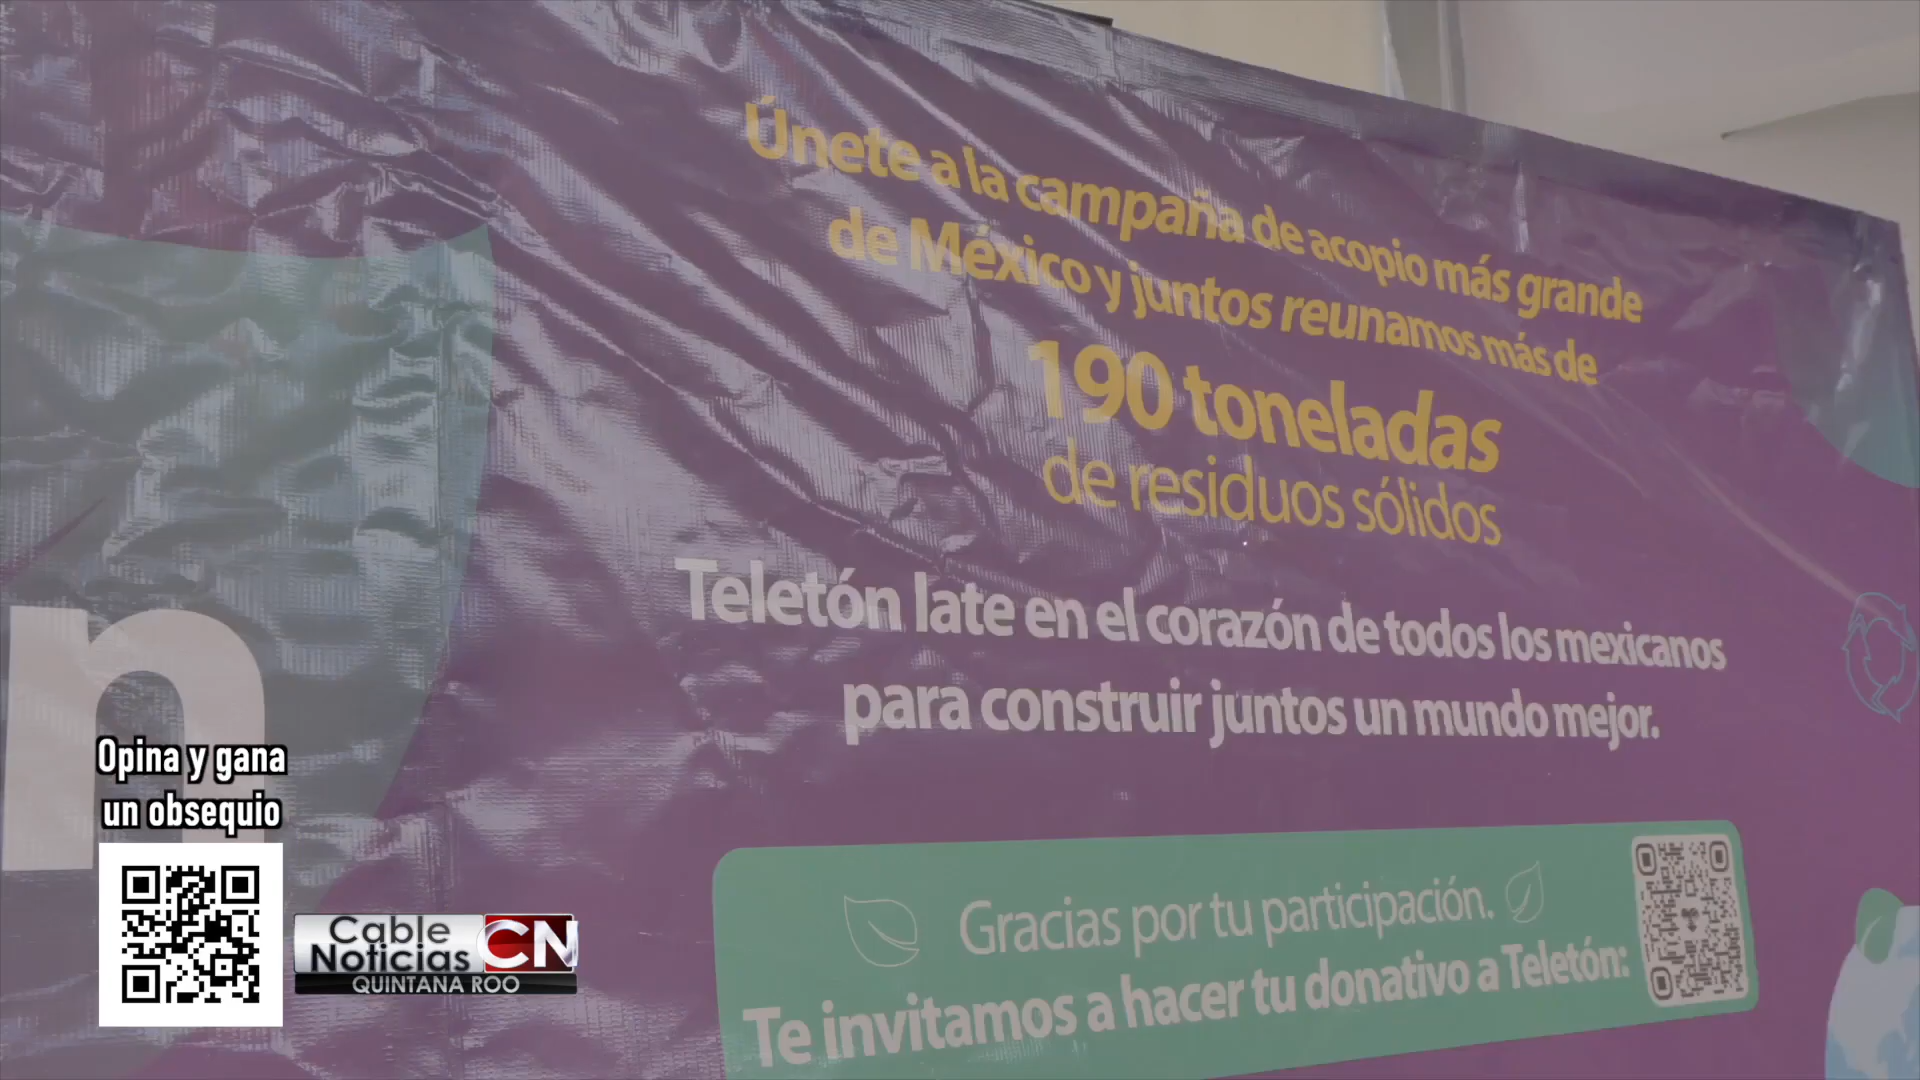 Únete a la campaña de acopio más grande
de México y juntos reunamos más de
190 toneladas
de residuos sólidos
Teletón late en el corazón de todos los mexicanos
para construir juntos un mundo mejor.
n
Opina y gana
un obsequio
Cable
Noticias CN
QUINTANA ROO
Gracias por tu participación.
Te invitamos a hacer tu donativo a Teletón: